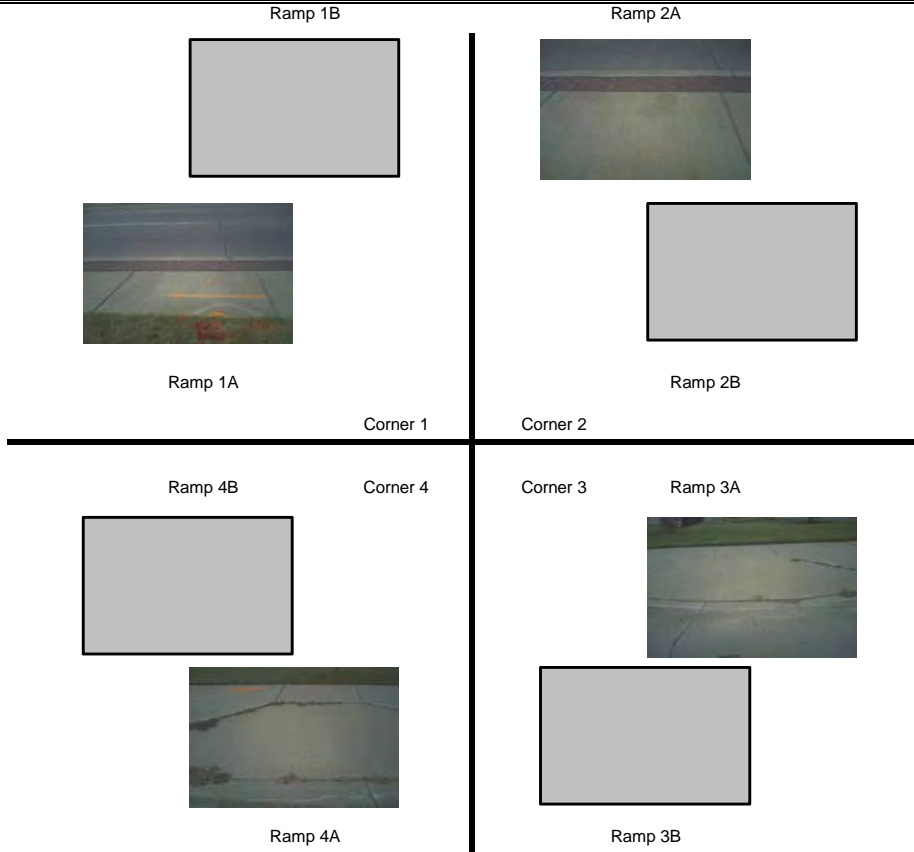 Ramp 1B
Ramp 2A
Ramp 1A
Ramp 2B
Corner 1
Corner 2
Ramp 4B
Corner 4
Corner 3
Ramp 3A
Ramp 4A
Ramp 3B